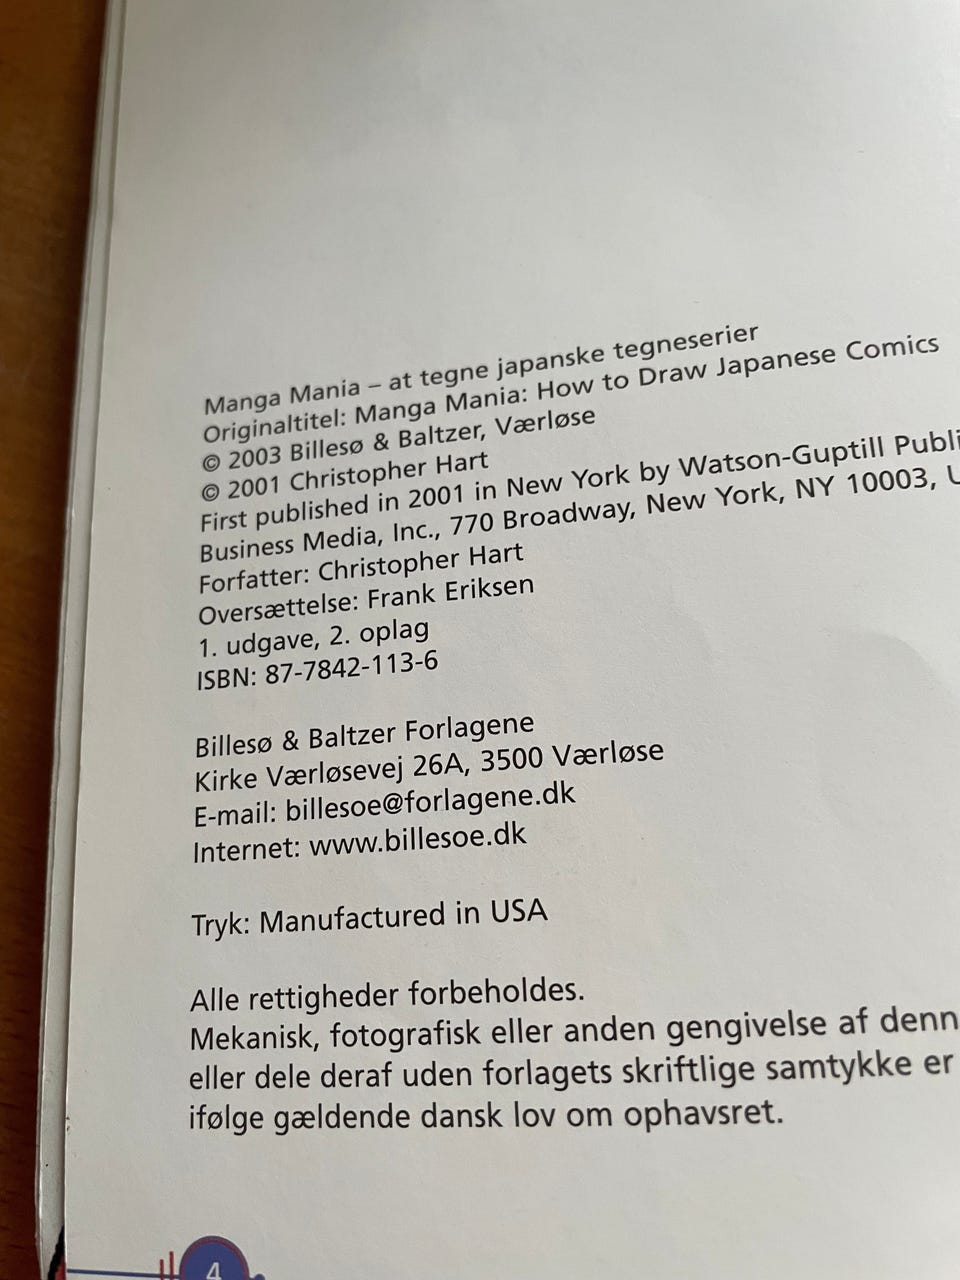 Manga Mania – at tegne japanske tegneserier
Originaltitel: Manga Mania: How to Draw Japanese Comics
© 2003 Billesø & Baltzer, Værløse
© 2001 Christopher Hart
First published in 2001 in New York by Watson-Guptill
Business Media, Inc., 770 Broadway, New York, NY 10003,
Forfatter: Christopher Hart
Oversættelse: Frank Eriksen
1. udgave, 2. oplag
ISBN: 87-7842-113-6
Billesø & Baltzer Forlagene
Kirke Værløsevej 26A, 3500 Værløse
E-mail: billesoe@forlagene.dk
Internet: www.billesoe.dk
Tryk: Manufactured in USA
Alle rettigheder forbeholdes.
Mekanisk, fotografisk eller anden gengivelse af
eller dele deraf uden forlagets skriftlige samtykke er
ifølge gældende dansk lov om ophavsret.
4